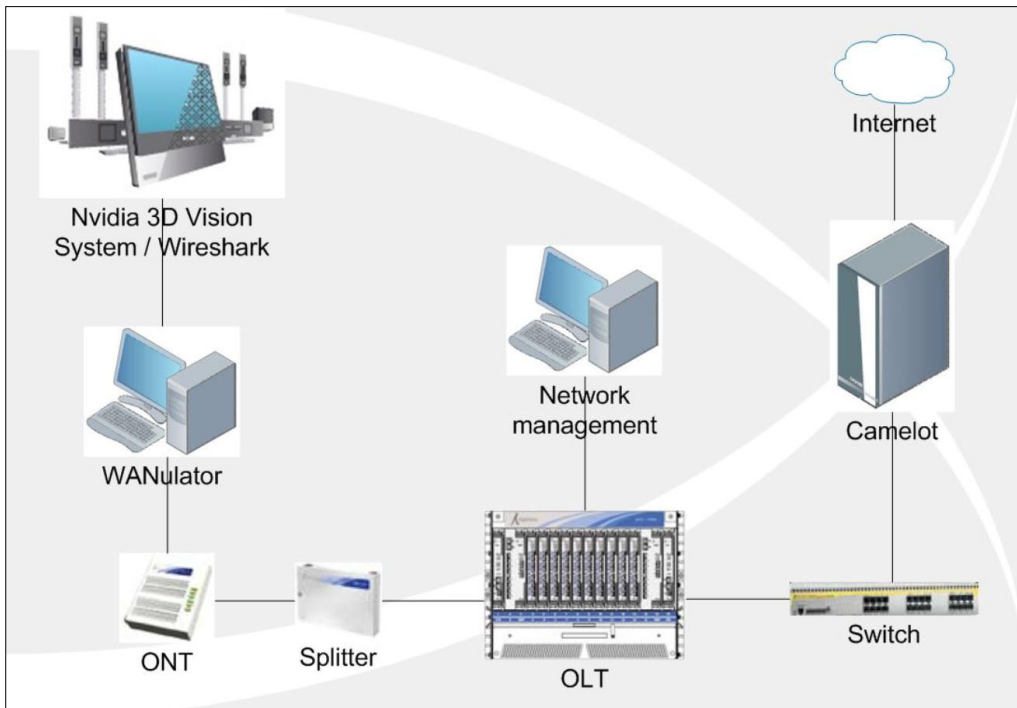 Internet
Nvidia 3D Vision
System / Wireshark
Network
management
Camelot
WANulator
Switch
ONT
Splitter
OLT